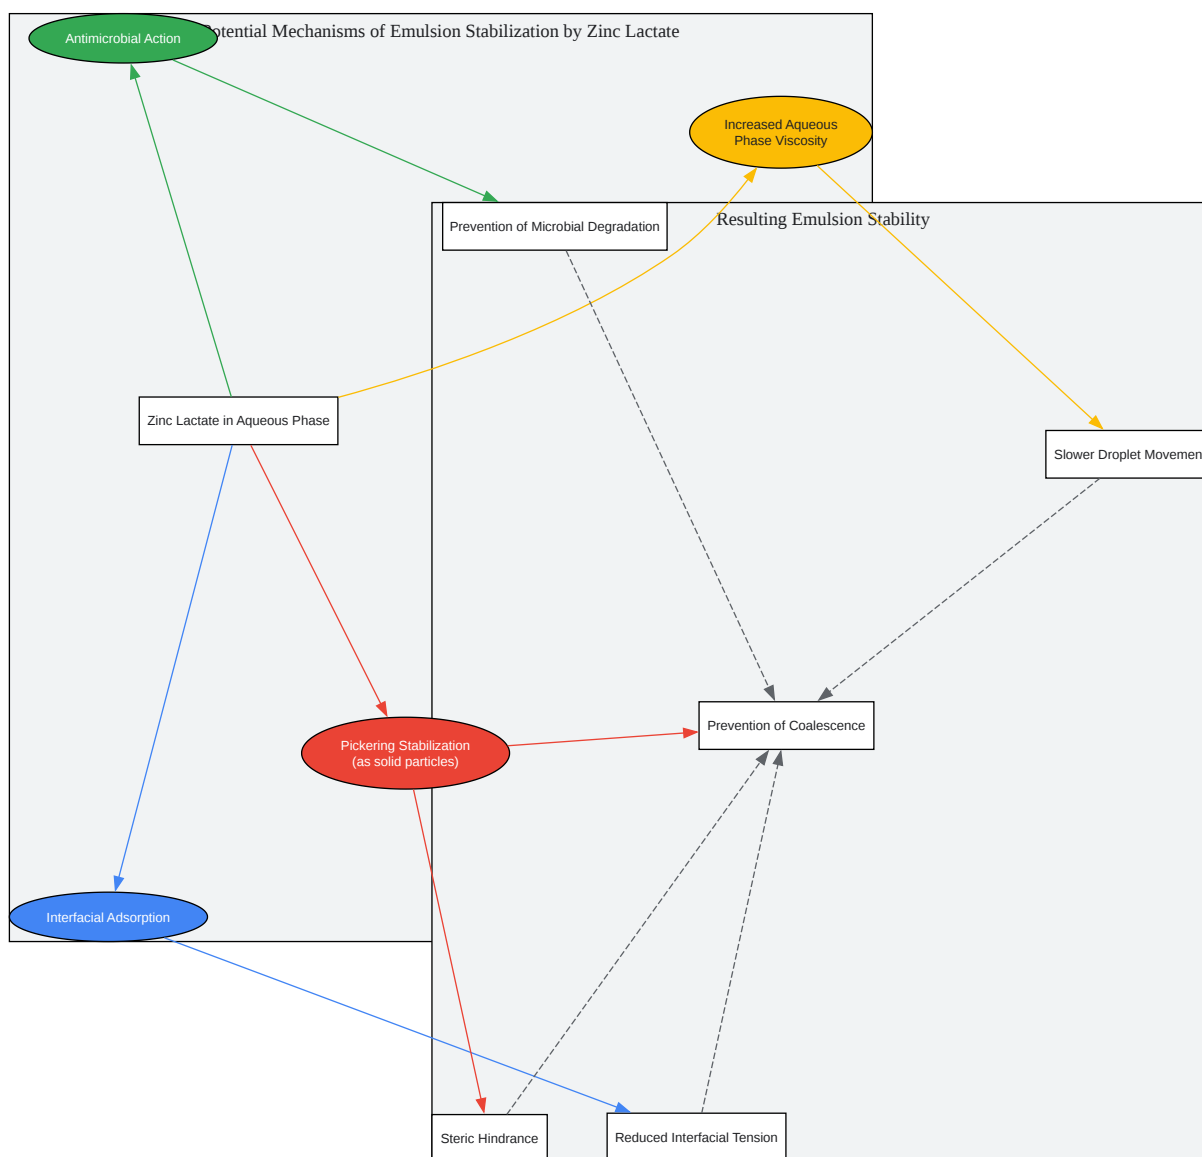 Potential Mechanisms of Emulsion Stabilization by Zinc Lactate
Antimicrobial Action
Increased Aqueous
Phase Viscosity
Resulting Emulsion Stability
Prevention of Microbial Degradation
Zinc Lactate in Aqueous Phase
Slower Droplet Movemen
Prevention of Coalescence
Pickering Stabilization
(as solid particles)
Interfacial Adsorption
Steric Hindrance
Reduced Interfacial Tension